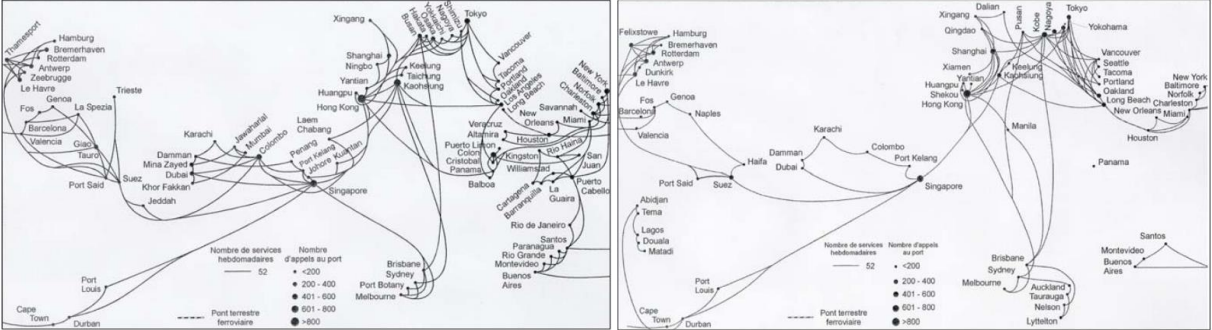 Thamesport
Hamburg
Bremerhaven
Rotterdam
Antwerp
Zeebrugge
Le Havre
Fos
Genoa
La Spezia
Trieste
Barcelona
Valencia
Giao
Tauro
Port Said
Suez
Jeddah
Karachi
Jawaharlal
Mumbai
Colombo
Damman
Mina Zayed
Dubai
Khor Fakkan
Xingang
Shanghai
Ningbo
Yantian
Huangpu
Hong Kong
Keelung
Taichung
Kaohsiung
Laem
Chabang
Penang
Port Kelang
Johore
Kuantan
Singapore
Busan
Hakata
Osaka
Yokkaichi
Nagoya
Shimizu
Tokyo
Vancouver
Tacoma
Portland
Oakland
Los Angeles
Long Beach
New York
Baltimore
Norfolk
Charleston
Savannah
Miami
New
Orleans
Houston
Veracruz
Altamira
Puerto Limon
Colon
Cristobal
Panama
Balboa
Kingston
Williamstad
Rio Haina
San
Juan
Puerto
Cabello
La
Guaira
Cartagena
Barranquilla
Rio de Janeiro
Santos
Paranagua
Rio Grande
Montevideo
Buenos
Aires
Brisbane
Sydney
Port Botany
Melbourne
Port
Louis
Cape
Town
Durban
Nombre de services
hebdomadaires
52
Nombre
d'appels au port
<200
200 - 400
401 - 600
601 - 800
>800
Pont terrestre
ferroviaire
Felixstowe
Hamburg
Bremerhaven
Rotterdam
Antwerp
Dunkirk
Le Havre
Fos
Genoa
Barcelona
Valencia
Naples
Haifa
Port Said
Suez
Abidjan
Tema
Lagos
Douala
Matadi
Karachi
Damman
Dubai
Colombo
Port Kelang
Singapore
Dalian
Xingang
Qingdao
Shanghai
Xiamen
Yantian
Huangpu
Shekou
Hong Kong
Keelung
Kaohsiung
Manila
Pusan
Kobe
Nagoya
Tokyo
Yokohama
Vancouver
Seattle
Tacoma
Portland
Oakland
Long Beach
New Orleans
Houston
New York
Baltimore
Norfolk
Charleston
Miami
Panama
Santos
Montevideo
Buenos
Aires
Brisbane
Sydney
Melbourne
Auckland
Tauraga
Nelson
Lyttelton
Port
Louis
Cape
Town
Durban
Nombre de services
hebdomadaires
52
Nombre d'appels
au port
<200
200 - 400
401 - 600
601 - 800
>800